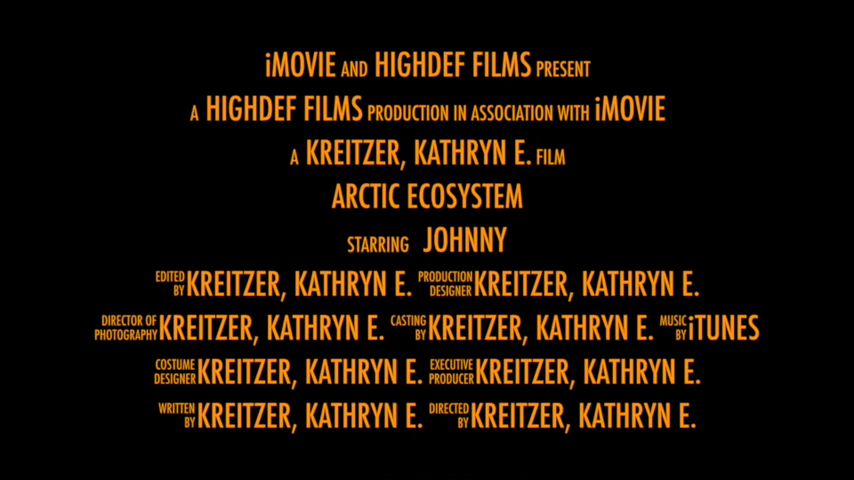 iMOVIE AND HIGHDEF FILMS PRESENT
A HIGHDEF FILMS PRODUCTION IN ASSOCIATION WITH iMOVIE
A KREITZER, KATHRYN E. FILM
ARCTIC ECOSYSTEM
STARRING JOHNNY
EDITED BY KREITZER, KATHRYN E. PRODUCTION DESIGNER KREITZER, KATHRYN E.
DIRECTOR OF PHOTOGRAPHY KREITZER, KATHRYN E. CASTING BY KREITZER, KATHRYN E. MUSIC BY iTUNES
COSTUME DESIGNER KREITZER, KATHRYN E. EXECUTIVE PRODUCER KREITZER, KATHRYN E.
WRITTEN BY KREITZER, KATHRYN E. DIRECTED BY KREITZER, KATHRYN E.